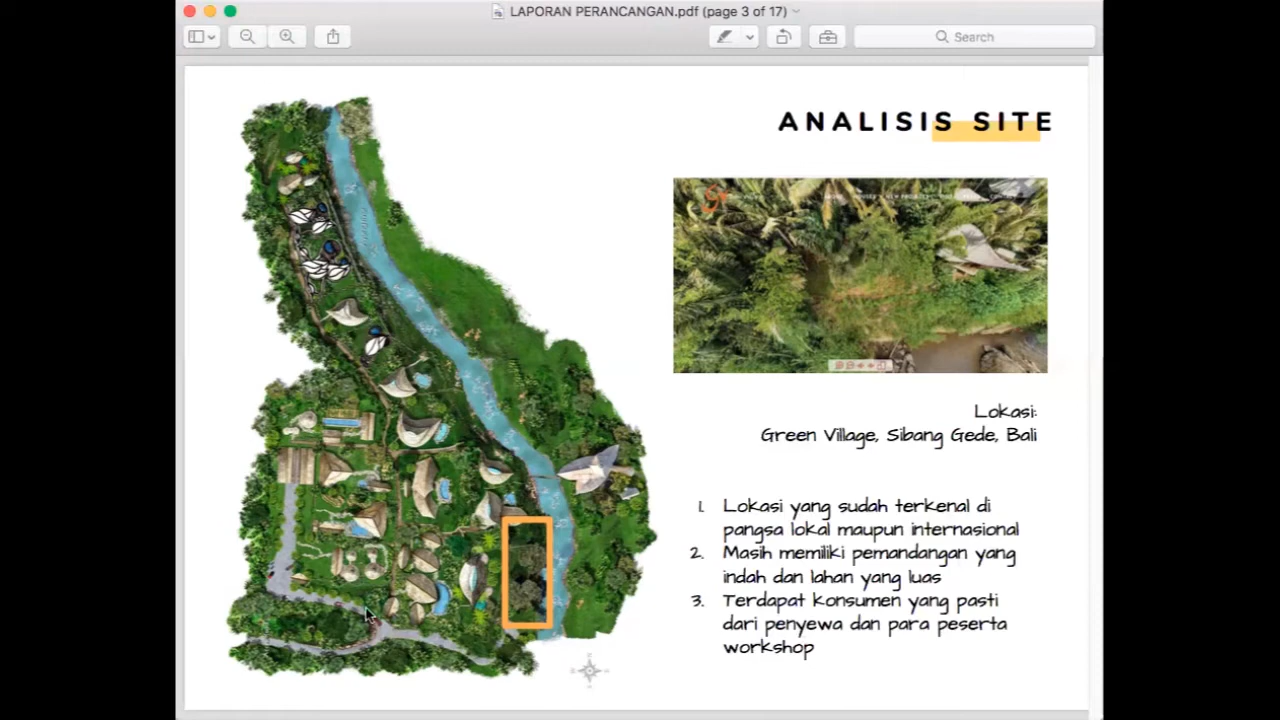 LAPORAN PERANCANGAN.pdf (page 3 of 17)
Search
ANALISIS SITE
Lokasi:
Green Village, Sibang Gede, Bali
1. Lokasi yang sudah terkenal di
pangsa lokal maupun internasional
2. Masih memiliki pemandangan yang
indah dan lahan yang luas
3. Terdapat konsumen yang pasti
dari penyewa dan para peserta
workshop